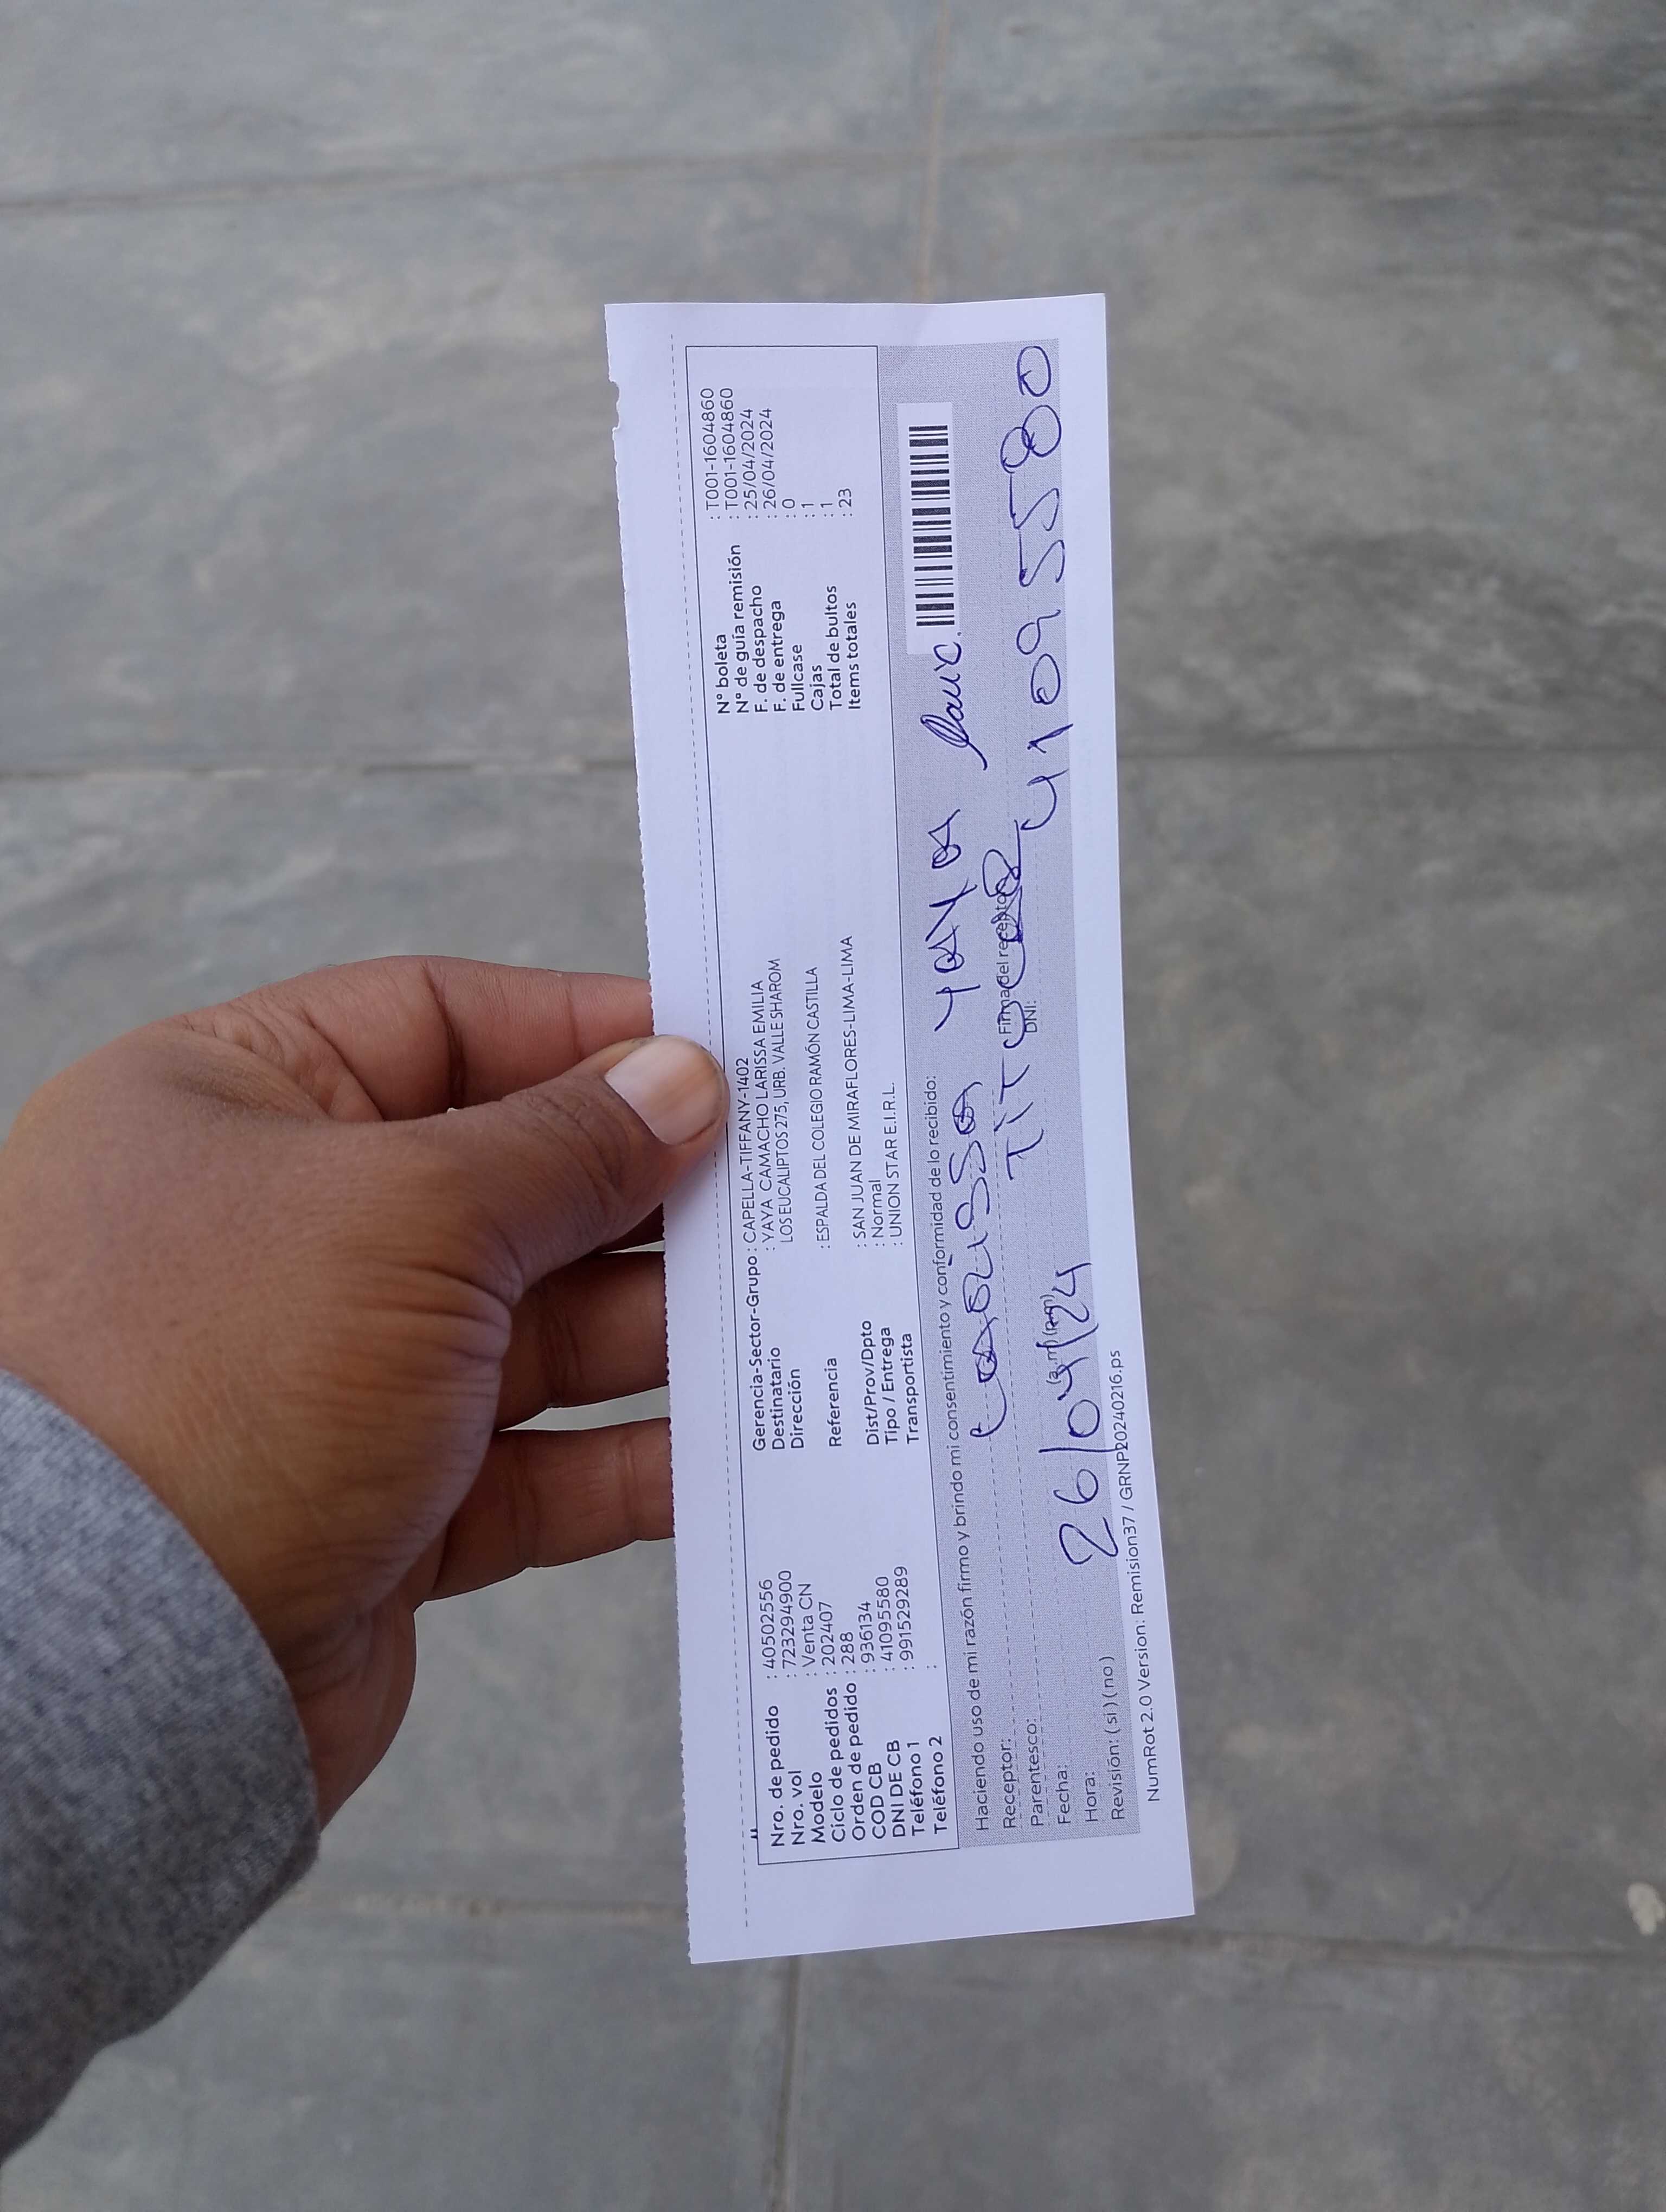 Nro. de pedido : 40502556
Nro. vol : 723294900
Modelo : Venta CN
Ciclo de pedidos : 202407
Orden de pedido : 288
COD CB : 936134
DNI DE CB : 41095580
Teléfono 1 : 991529289
Teléfono 2 :
Gerencia-Sector-Grupo : CAPELLA-TIFFANY-1402
Destinatario : YAYA CAMACHO LARISSA EMILIA
Dirección LOS EUCALIPTOS 275, URB. VALLE SHAROM
Referencia : ESPALDA DEL COLEGIO RAMÓN CASTILLA
Dist/Prov/Dpto : SAN JUAN DE MIRAFLORES-LIMA-LIMA
Tipo / Entrega : Normal
Transportista : UNION STAR E.I.R.L.
N° boleta : T001-1604860
N° de guía remisión : T001-1604860
F. de despacho : 25/04/2024
F. de entrega : 26/04/2024
Fullcase : 0
Cajas : 1
Total de bultos : 1
Items totales : 23
Haciendo uso de mi razón firmo y brindo mi consentimiento y conformidad de lo recibido:
Receptor: Larissa Yaya
Parentesco: Titular
Firma del receptor
Fecha: 26/04/24
DNI: 41095580
Hora: (a.m) (p.m)
Revisión: ( si ) ( no )
NumRot 2.0 Version: Remision37 / GRNP20240216.ps